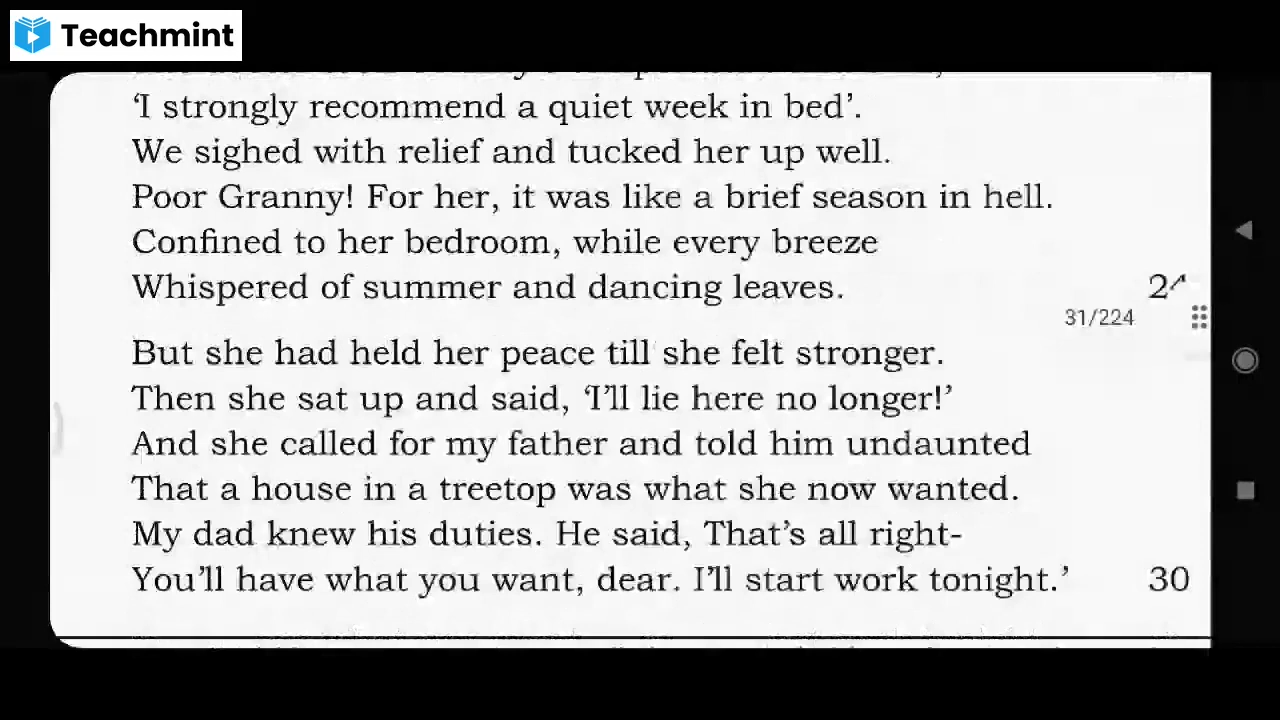 Teachmint
‘I strongly recommend a quiet week in bed’.
We sighed with relief and tucked her up well.
Poor Granny! For her, it was like a brief season in hell.
Confined to her bedroom, while every breeze
Whispered of summer and dancing leaves.
31/224
But she had held her peace till she felt stronger.
Then she sat up and said, ‘I’ll lie here no longer!’
And she called for my father and told him undaunted
That a house in a treetop was what she now wanted.
My dad knew his duties. He said, That’s all right-
You’ll have what you want, dear. I’ll start work tonight.’ 30